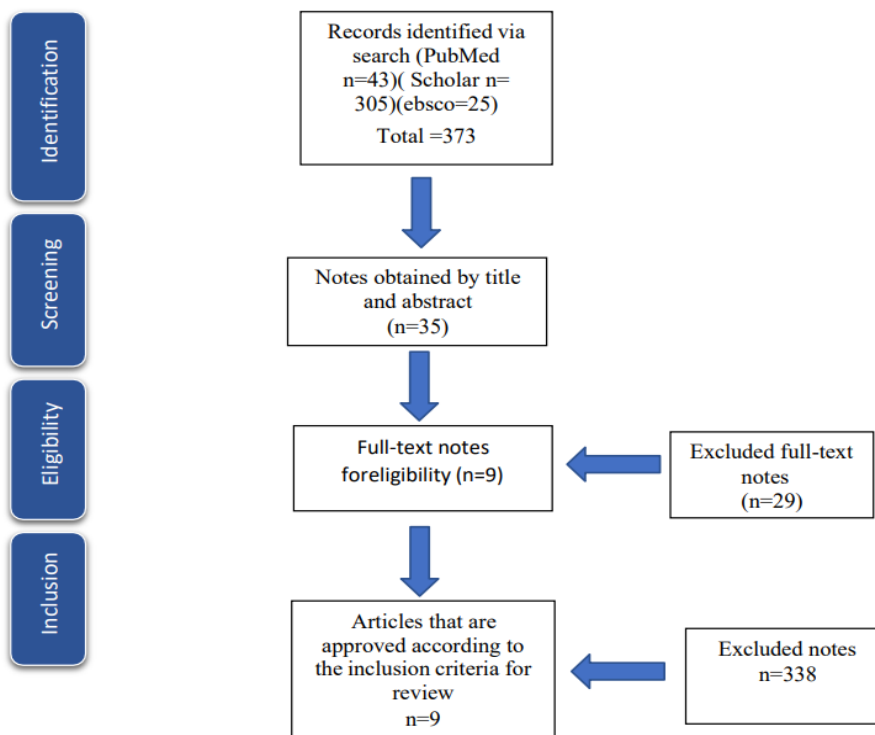 Identification
Records identified via
search (PubMed
n=43)( Scholar n=
305)(ebsco=25)
Total =373
Screening
Notes obtained by title
and abstract
(n=35)
Eligibility
Full-text notes
foreligibility (n=9)
Excluded full-text
notes
(n=29)
Inclusion
Articles that are
approved according to
the inclusion criteria for
review
n=9
Excluded notes
n=338